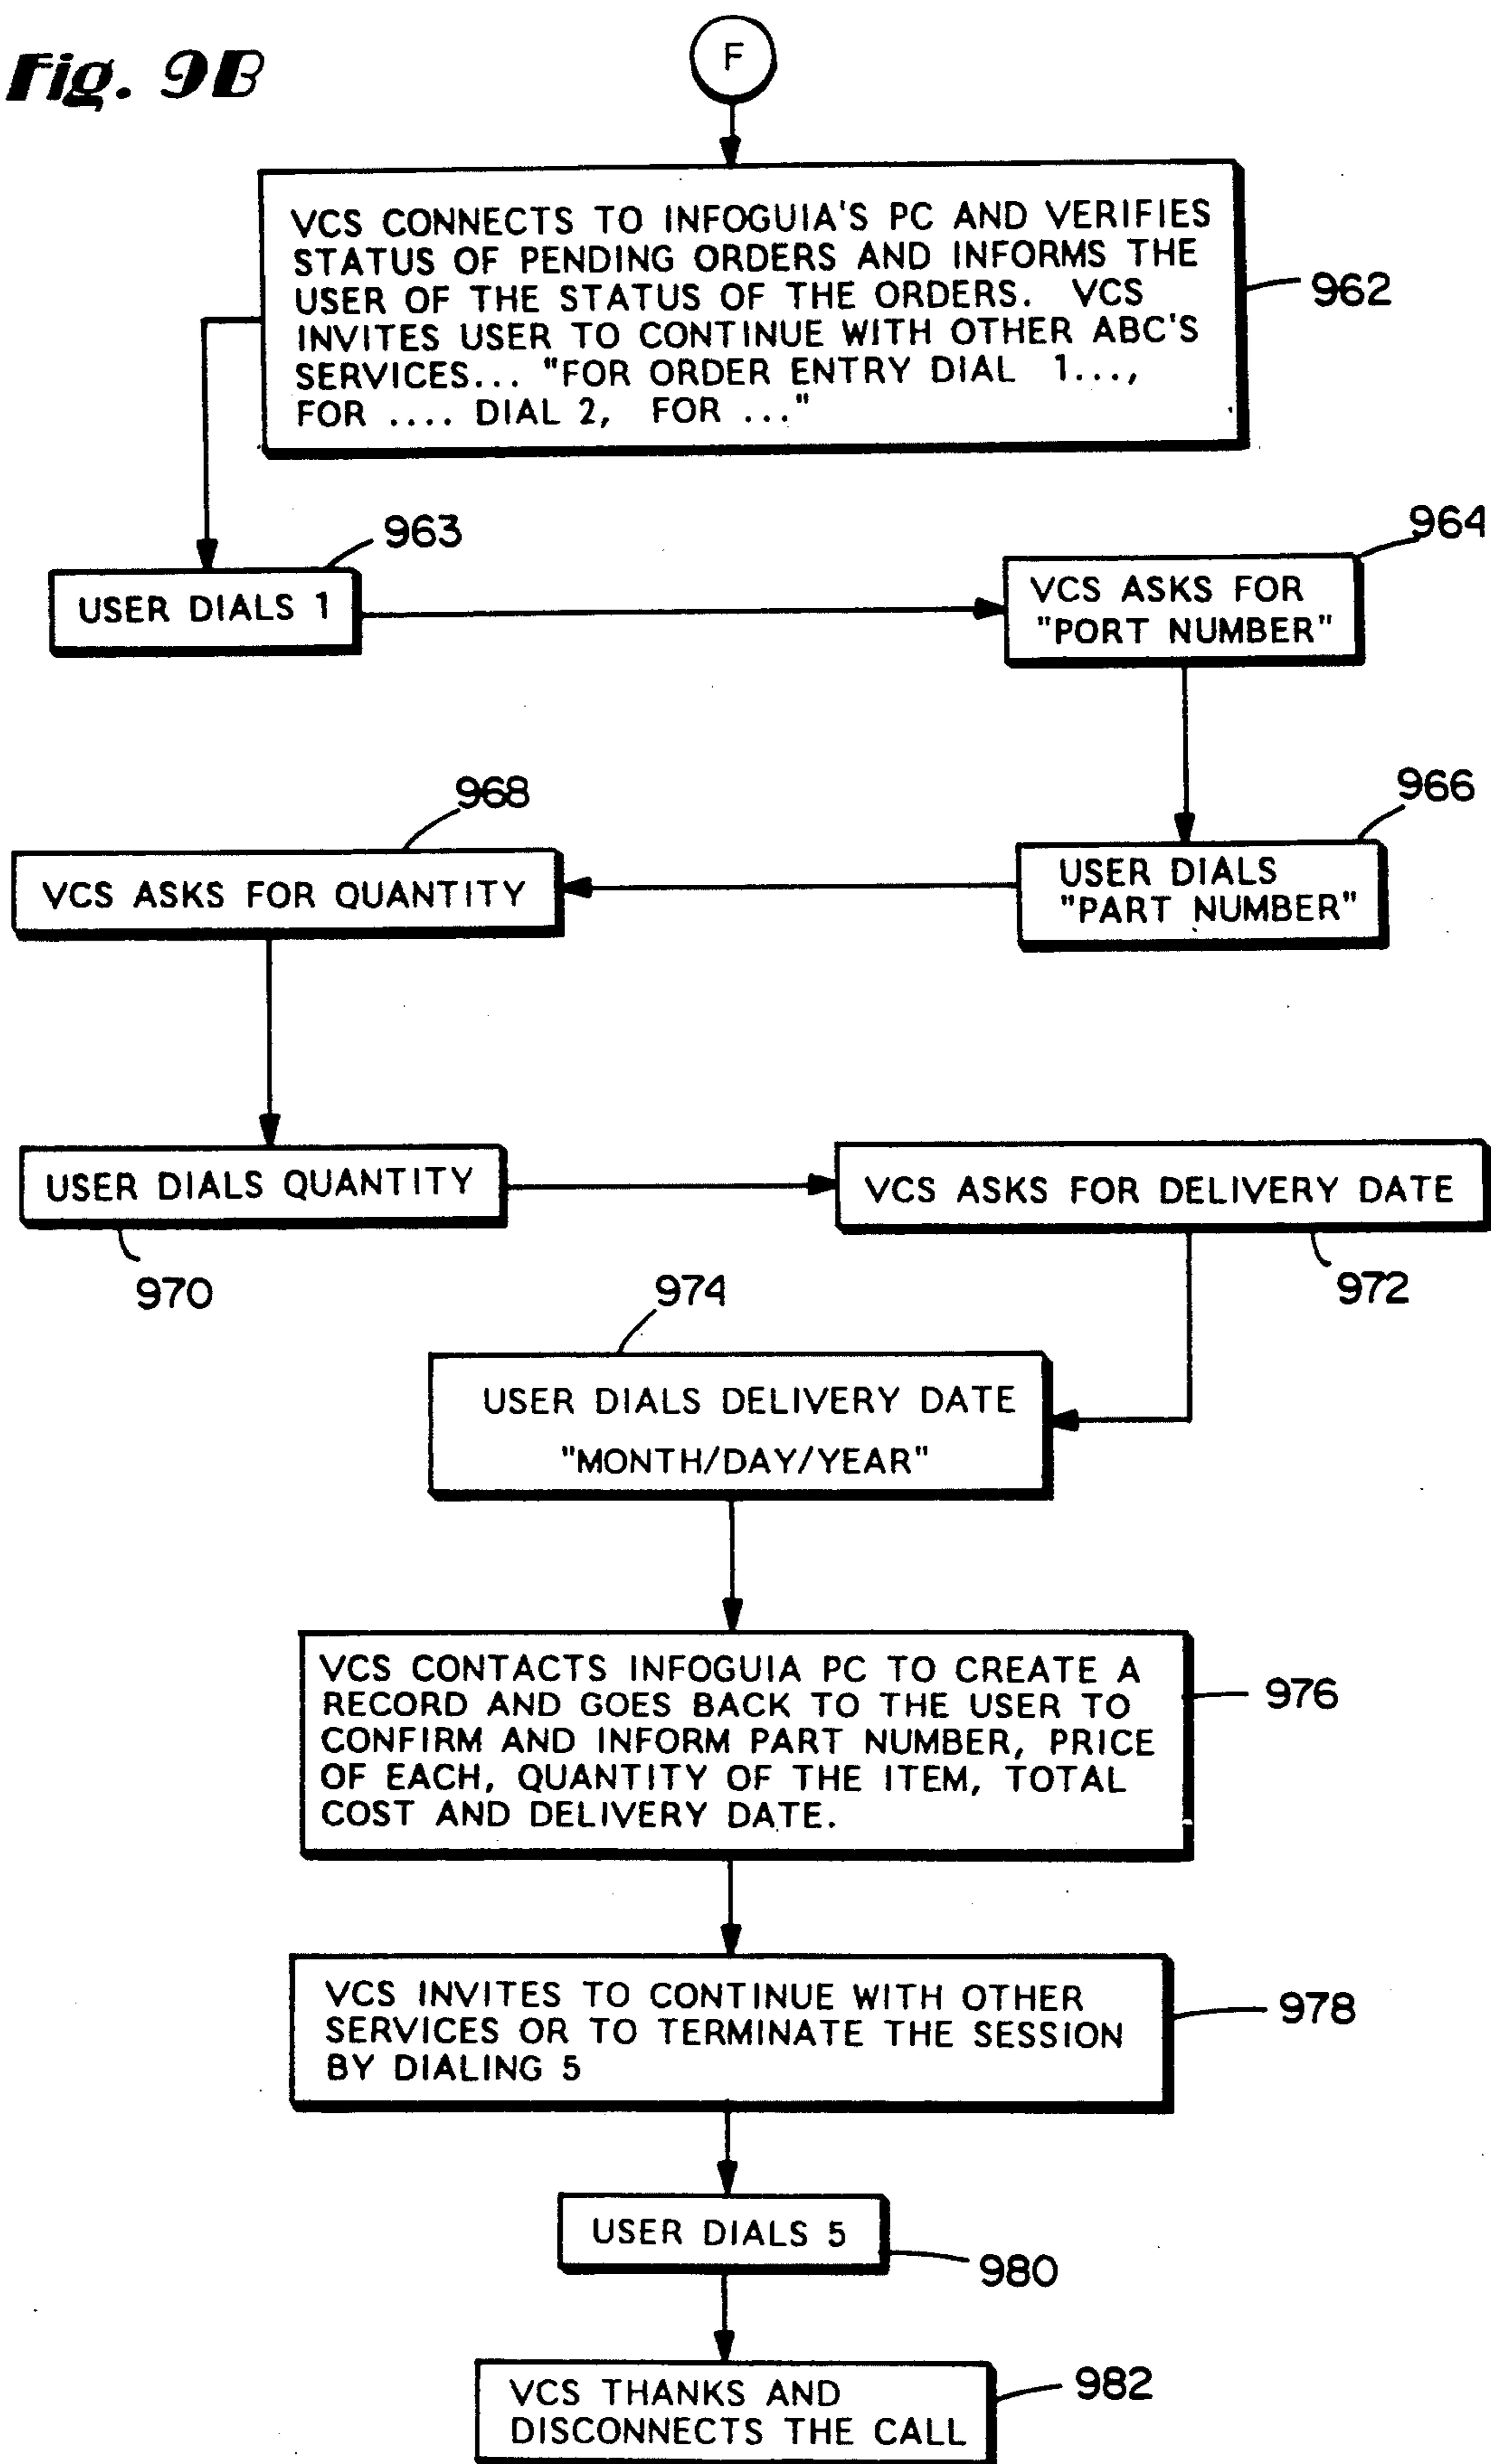 Fig. 9B
F
VCS CONNECTS TO INFOGUIA'S PC AND VERIFIES
STATUS OF PENDING ORDERS AND INFORMS THE
USER OF THE STATUS OF THE ORDERS. VCS
INVITES USER TO CONTINUE WITH OTHER ABC'S
SERVICES... "FOR ORDER ENTRY DIAL 1...,
FOR .... DIAL 2, FOR ..."
962
963
USER DIALS 1
964
VCS ASKS FOR
"PORT NUMBER"
966
USER DIALS
"PART NUMBER"
968
VCS ASKS FOR QUANTITY
USER DIALS QUANTITY
970
VCS ASKS FOR DELIVERY DATE
972
974
USER DIALS DELIVERY DATE
"MONTH/DAY/YEAR"
VCS CONTACTS INFOGUIA PC TO CREATE A
RECORD AND GOES BACK TO THE USER TO
CONFIRM AND INFORM PART NUMBER, PRICE
OF EACH, QUANTITY OF THE ITEM, TOTAL
COST AND DELIVERY DATE.
976
VCS INVITES TO CONTINUE WITH OTHER
SERVICES OR TO TERMINATE THE SESSION
BY DIALING 5
978
USER DIALS 5
980
VCS THANKS AND
DISCONNECTS THE CALL
982